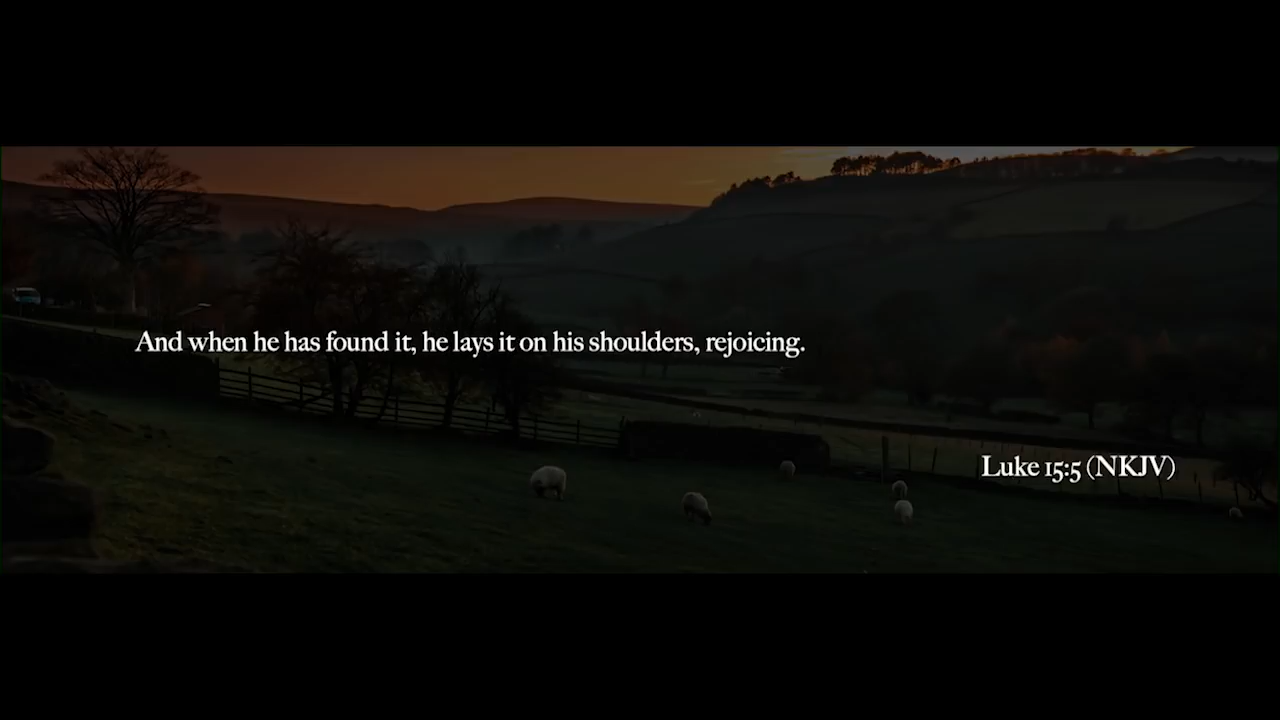 And when he has found it, he lays it on his shoulders, rejoicing.
Luke 15:5 (NKJV)